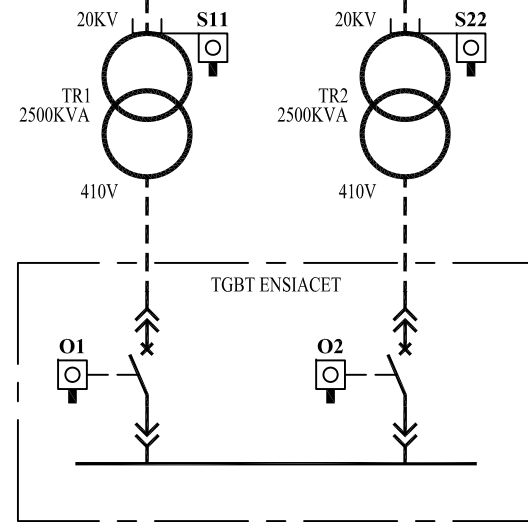 20KV S11 20KV S22
TR1 TR2
2500KVA 2500KVA
410V 410V
TGBT ENSIACET
O1 O2